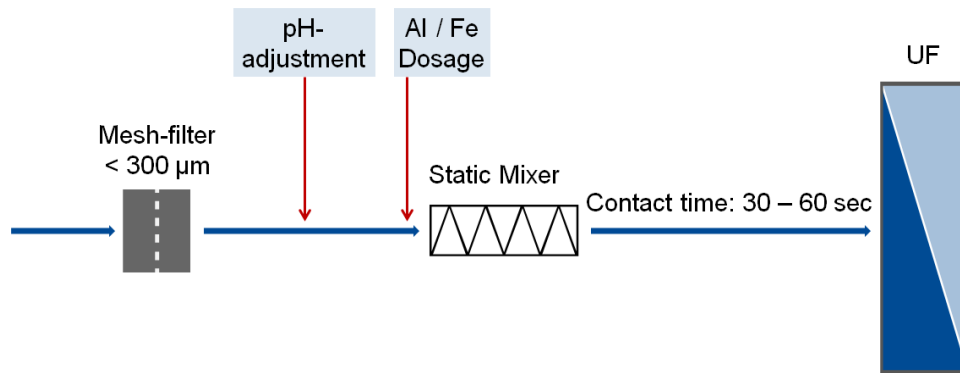 pH-
adjustment
Al / Fe
Dosage
UF
Mesh-filter
< 300 µm
Static Mixer
Contact time: 30 – 60 sec